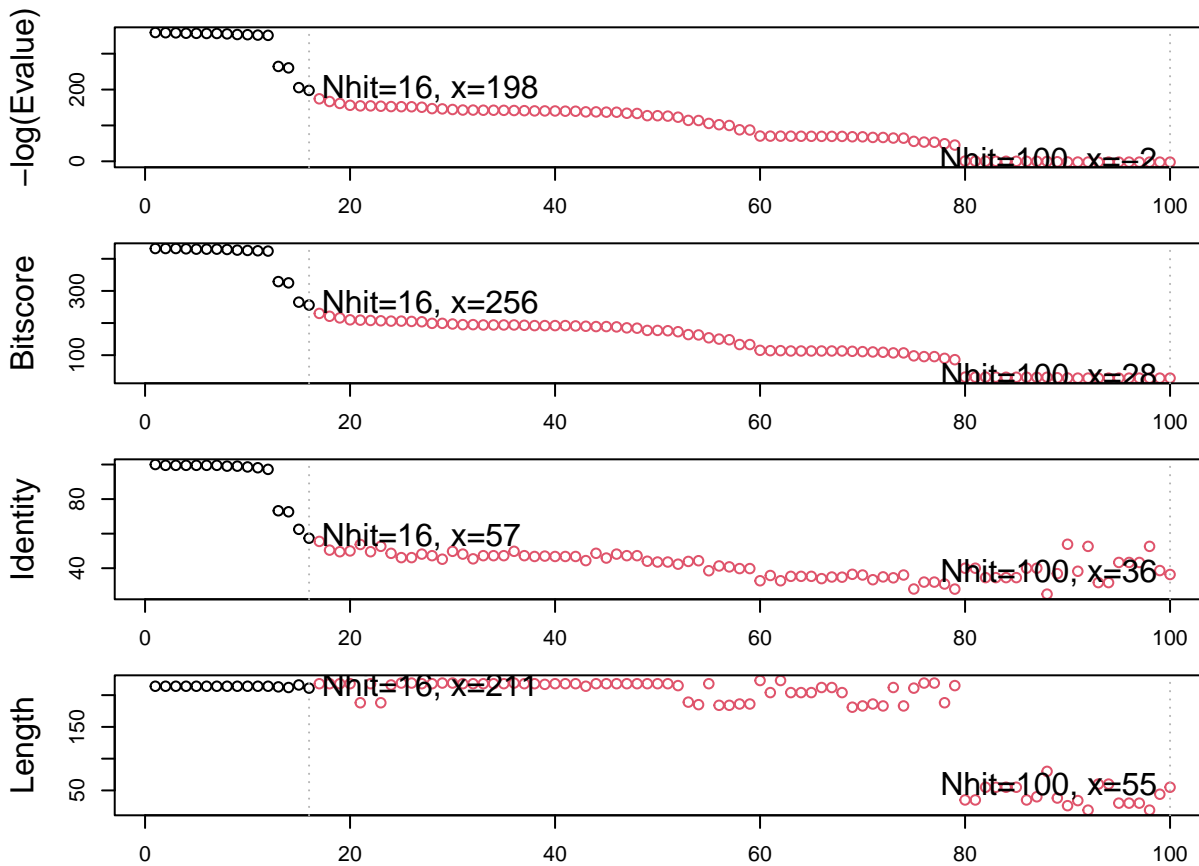 −log(Evalue)
0
200
Nhit=16, x=198
Nhit=100, x=−2
0 20 40 60 80 100
Bitscore
100
300
Nhit=16, x=256
Nhit=100, x=28
0 20 40 60 80 100
Identity
40
80
Nhit=16, x=57
Nhit=100, x=36
0 20 40 60 80 100
Length
50
150
Nhit=16, x=211
Nhit=100, x=55
0 20 40 60 80 100